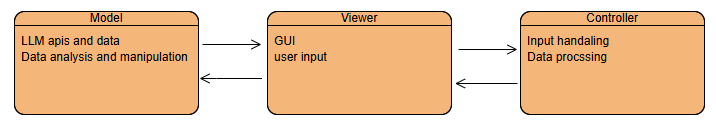 Model
LLM apis and data
Data analysis and manipulation
Viewer
GUI
user input
Controller
Input handaling
Data procssing